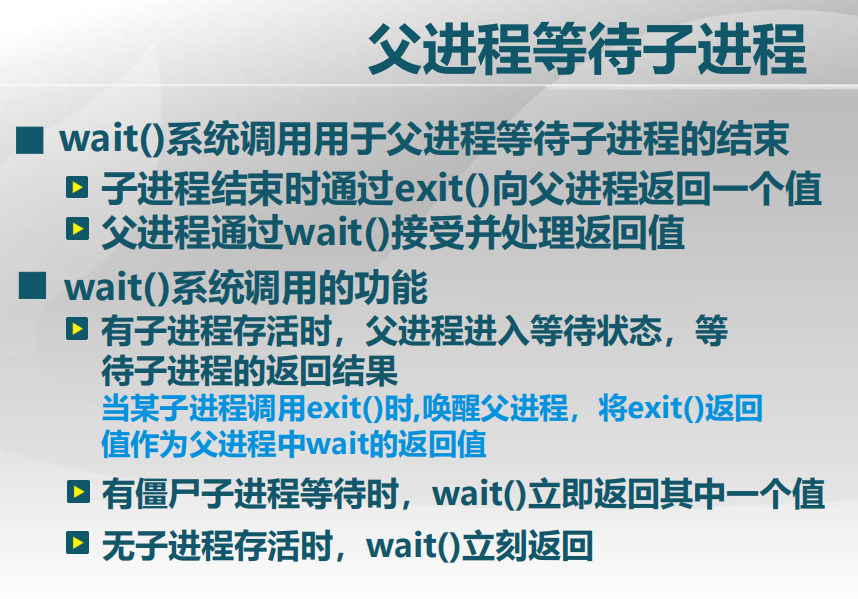 父进程等待子进程
wait()系统调用用于父进程等待子进程的结束
子进程结束时通过exit()向父进程返回一个值
父进程通过wait()接受并处理返回值
wait()系统调用的功能
有子进程存活时，父进程进入等待状态，等
待子进程的返回结果
当某子进程调用exit()时,唤醒父进程，将exit()返回
值作为父进程中wait的返回值
有僵尸子进程等待时，wait()立即返回其中一个值
无子进程存活时，wait()立刻返回